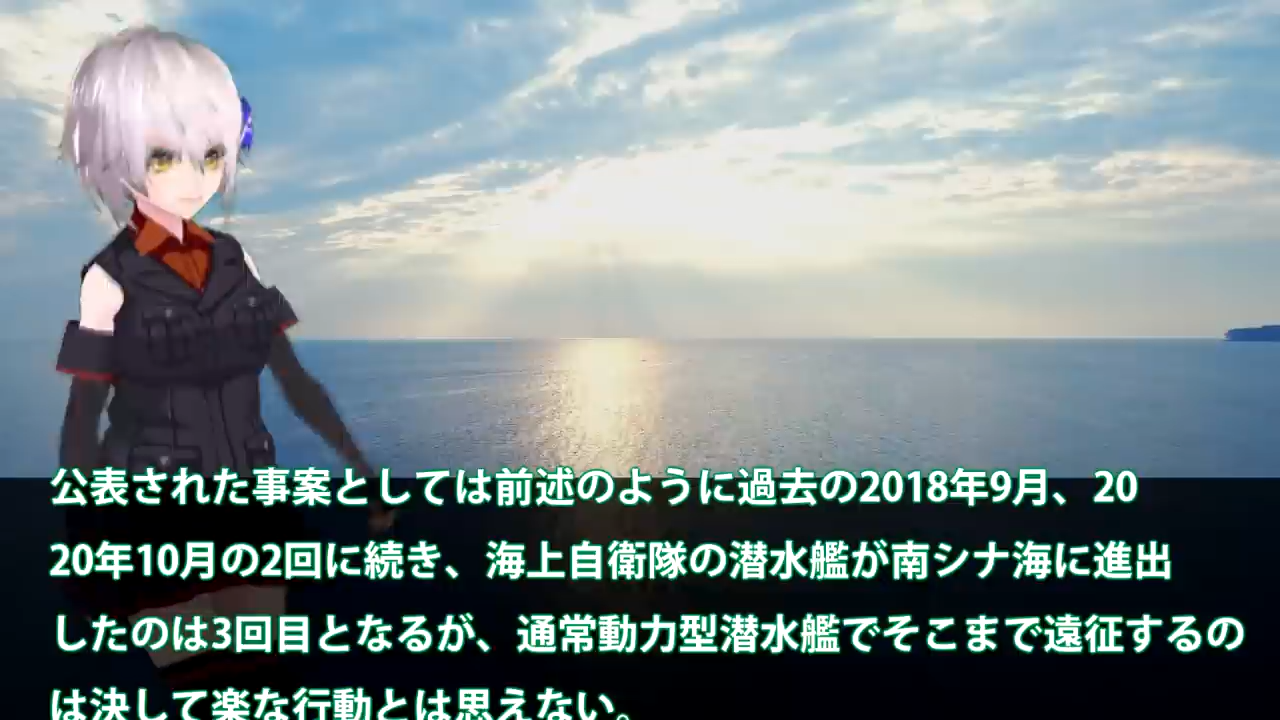 公表された事案としては前述のように過去の2018年9月、20
20年10月の2回に続き、海上自衛隊の潜水艦が南シナ海に進出
したのは3回目となるが、通常動力型潜水艦でそこまで遠征するの
は決して楽な行動とは思えない。